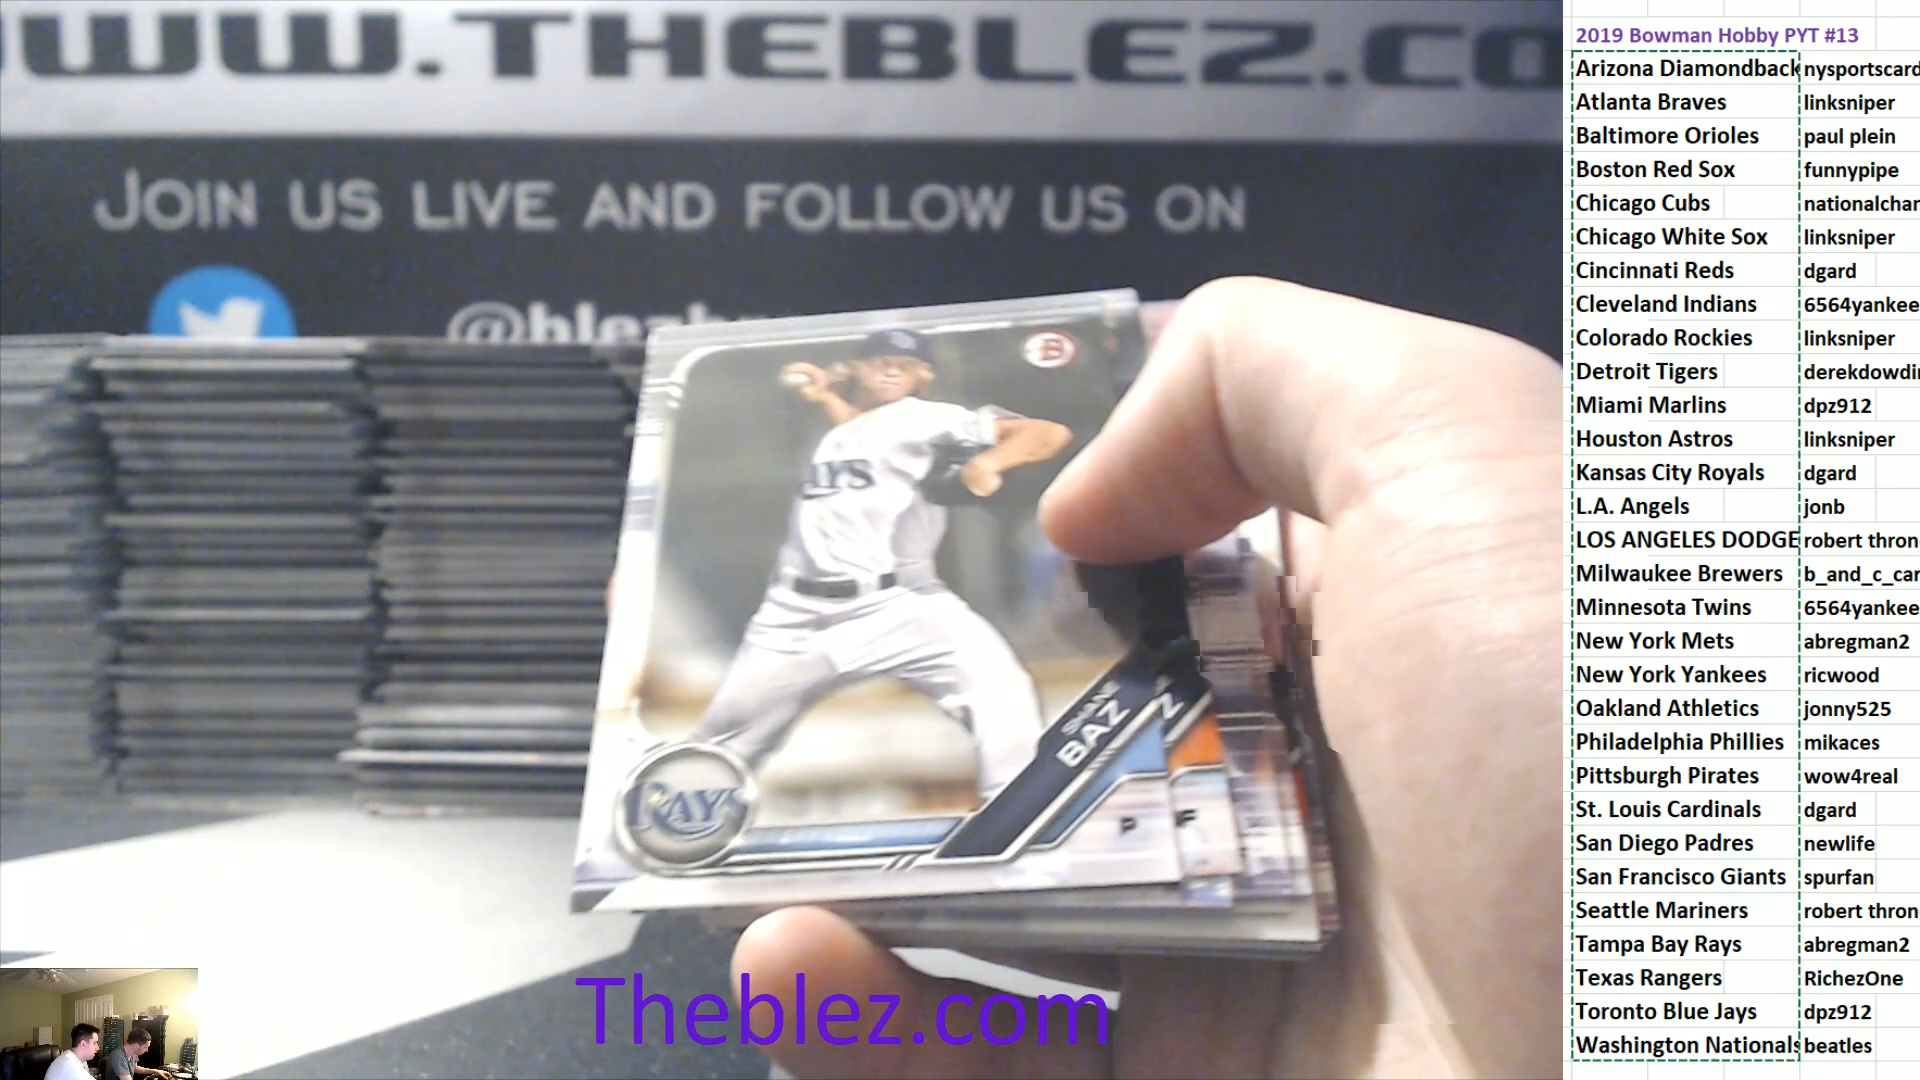 WWW.THEBLEZ.CO
JOIN US LIVE AND FOLLOW US ON
B
RAYS
SHANE
BAZ
Z
RAYS
P
IF
Theblez.com
2019 Bowman Hobby PYT #13
Arizona Diamondback nysportscard
Atlanta Braves linksniper
Baltimore Orioles paul plein
Boston Red Sox funnypipe
Chicago Cubs nationalchar
Chicago White Sox linksniper
Cincinnati Reds dgard
Cleveland Indians 6564yankee
Colorado Rockies linksniper
Detroit Tigers derekdowdin
Miami Marlins dpz912
Houston Astros linksniper
Kansas City Royals dgard
L.A. Angels jonb
LOS ANGELES DODGE robert thron
Milwaukee Brewers b_and_c_car
Minnesota Twins 6564yankee
New York Mets abregman2
New York Yankees ricwood
Oakland Athletics jonny525
Philadelphia Phillies mikaces
Pittsburgh Pirates wow4real
St. Louis Cardinals dgard
San Diego Padres newlife
San Francisco Giants spurfan
Seattle Mariners robert thron
Tampa Bay Rays abregman2
Texas Rangers RichezOne
Toronto Blue Jays dpz912
Washington Nationals beatles